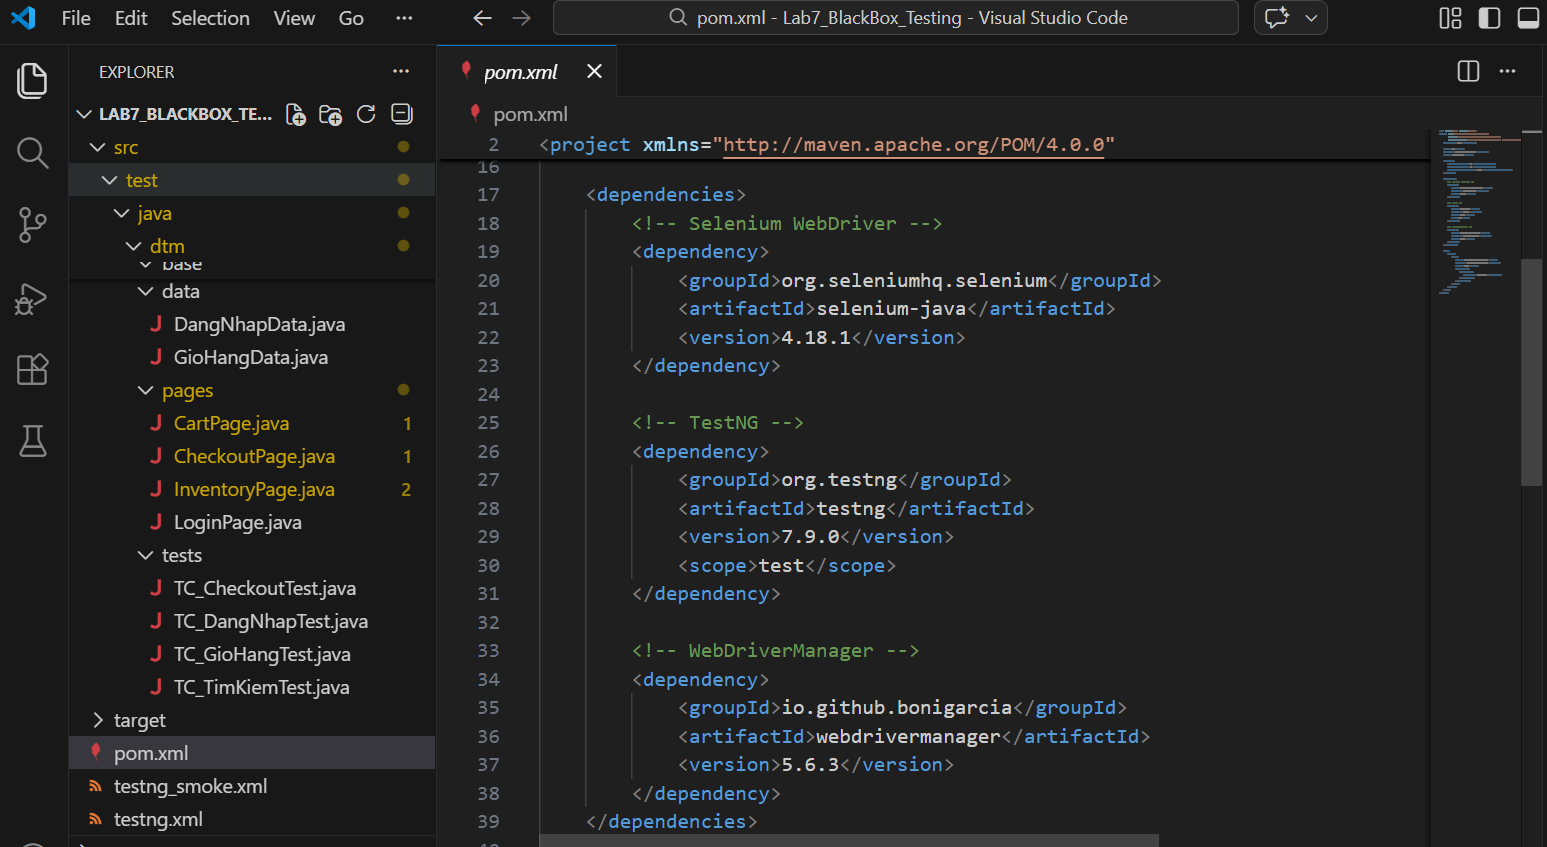 File Edit Selection View Go ··· pom.xml - Lab7_BlackBox_Testing - Visual Studio Code
EXPLORER
pom.xml
LAB7_BLACKBOX_TE...
pom.xml
src
test
java
dtm
base
data
DangNhapData.java
GioHangData.java
pages
CartPage.java 1
CheckoutPage.java 1
InventoryPage.java 2
LoginPage.java
tests
TC_CheckoutTest.java
TC_DangNhapTest.java
TC_GioHangTest.java
TC_TimKiemTest.java
target
pom.xml
testng_smoke.xml
testng.xml
2 <project xmlns="http://maven.apache.org/POM/4.0.0"
16
17 <dependencies>
18 <!-- Selenium WebDriver -->
19 <dependency>
20 <groupId>org.seleniumhq.selenium</groupId>
21 <artifactId>selenium-java</artifactId>
22 <version>4.18.1</version>
23 </dependency>
24
25 <!-- TestNG -->
26 <dependency>
27 <groupId>org.testng</groupId>
28 <artifactId>testng</artifactId>
29 <version>7.9.0</version>
30 <scope>test</scope>
31 </dependency>
32
33 <!-- WebDriverManager -->
34 <dependency>
35 <groupId>io.github.bonigarcia</groupId>
36 <artifactId>webdrivermanager</artifactId>
37 <version>5.6.3</version>
38 </dependency>
39 </dependencies>